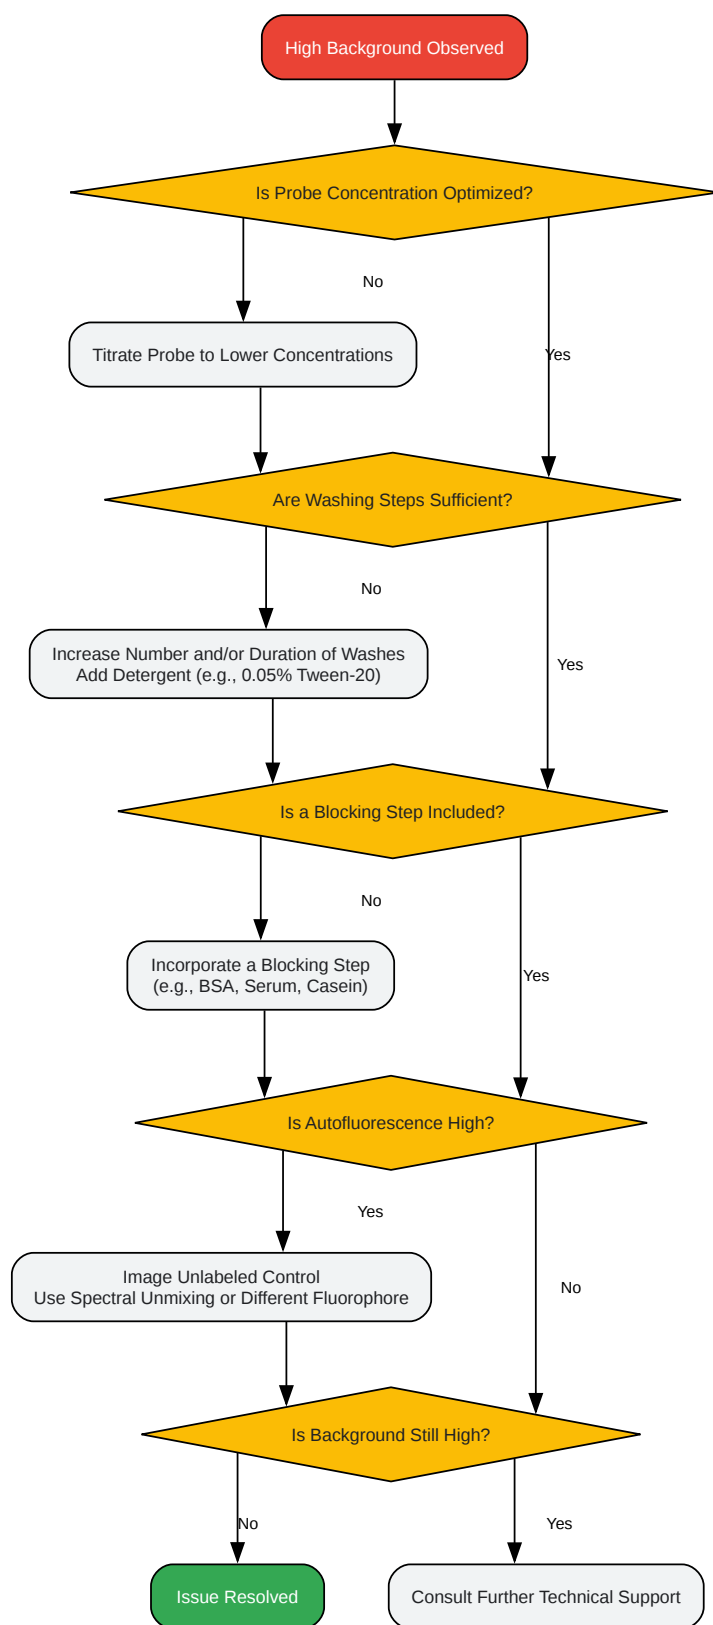 High Background Observed
Is Probe Concentration Optimized?
No
Titrate Probe to Lower Concentrations
Yes
Are Washing Steps Sufficient?
No
Increase Number and/or Duration of Washes
Add Detergent (e.g., 0.05% Tween-20)
Yes
Is a Blocking Step Included?
No
Incorporate a Blocking Step
(e.g., BSA, Serum, Casein)
Yes
Is Autofluorescence High?
Yes
Image Unlabeled Control
Use Spectral Unmixing or Different Fluorophore
No
Is Background Still High?
No
Yes
Issue Resolved
Consult Further Technical Support